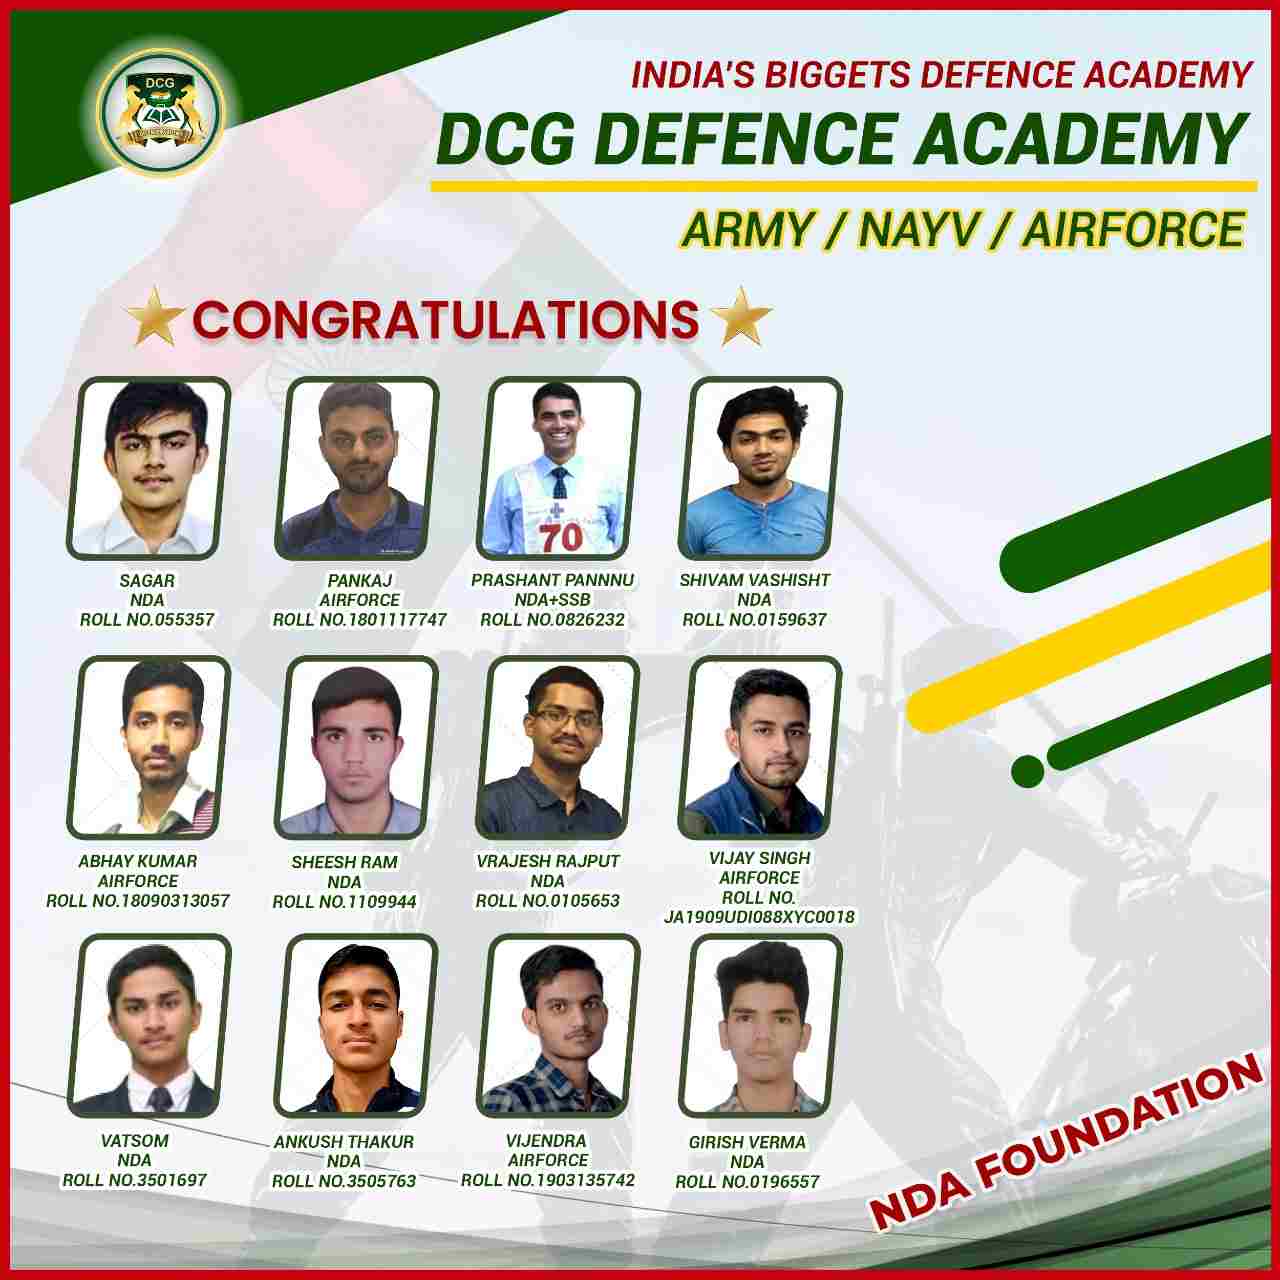 DCG
INDIA'S BIGGETS DEFENCE ACADEMY
DCG DEFENCE ACADEMY
ARMY / NAYV / AIRFORCE
CONGRATULATIONS
70
SAGAR
NDA
ROLL NO.055357
PANKAJ
AIRFORCE
ROLL NO.1801117747
PRASHANT PANNNU
NDA+SSB
ROLL NO.0826232
SHIVAM VASHISHT
NDA
ROLL NO.0159637
ABHAY KUMAR
AIRFORCE
ROLL NO.18090313057
SHEESH RAM
NDA
ROLL NO.1109944
VRAJESH RAJPUT
NDA
ROLL NO.0105653
VIJAY SINGH
AIRFORCE
ROLL NO.
JA1909UDI088XYC0018
VATSOM
NDA
ROLL NO.3501697
ANKUSH THAKUR
NDA
ROLL NO.3505763
VIJENDRA
AIRFORCE
ROLL NO.1903135742
GIRISH VERMA
NDA
ROLL NO.0196557
NDA FOUNDATION